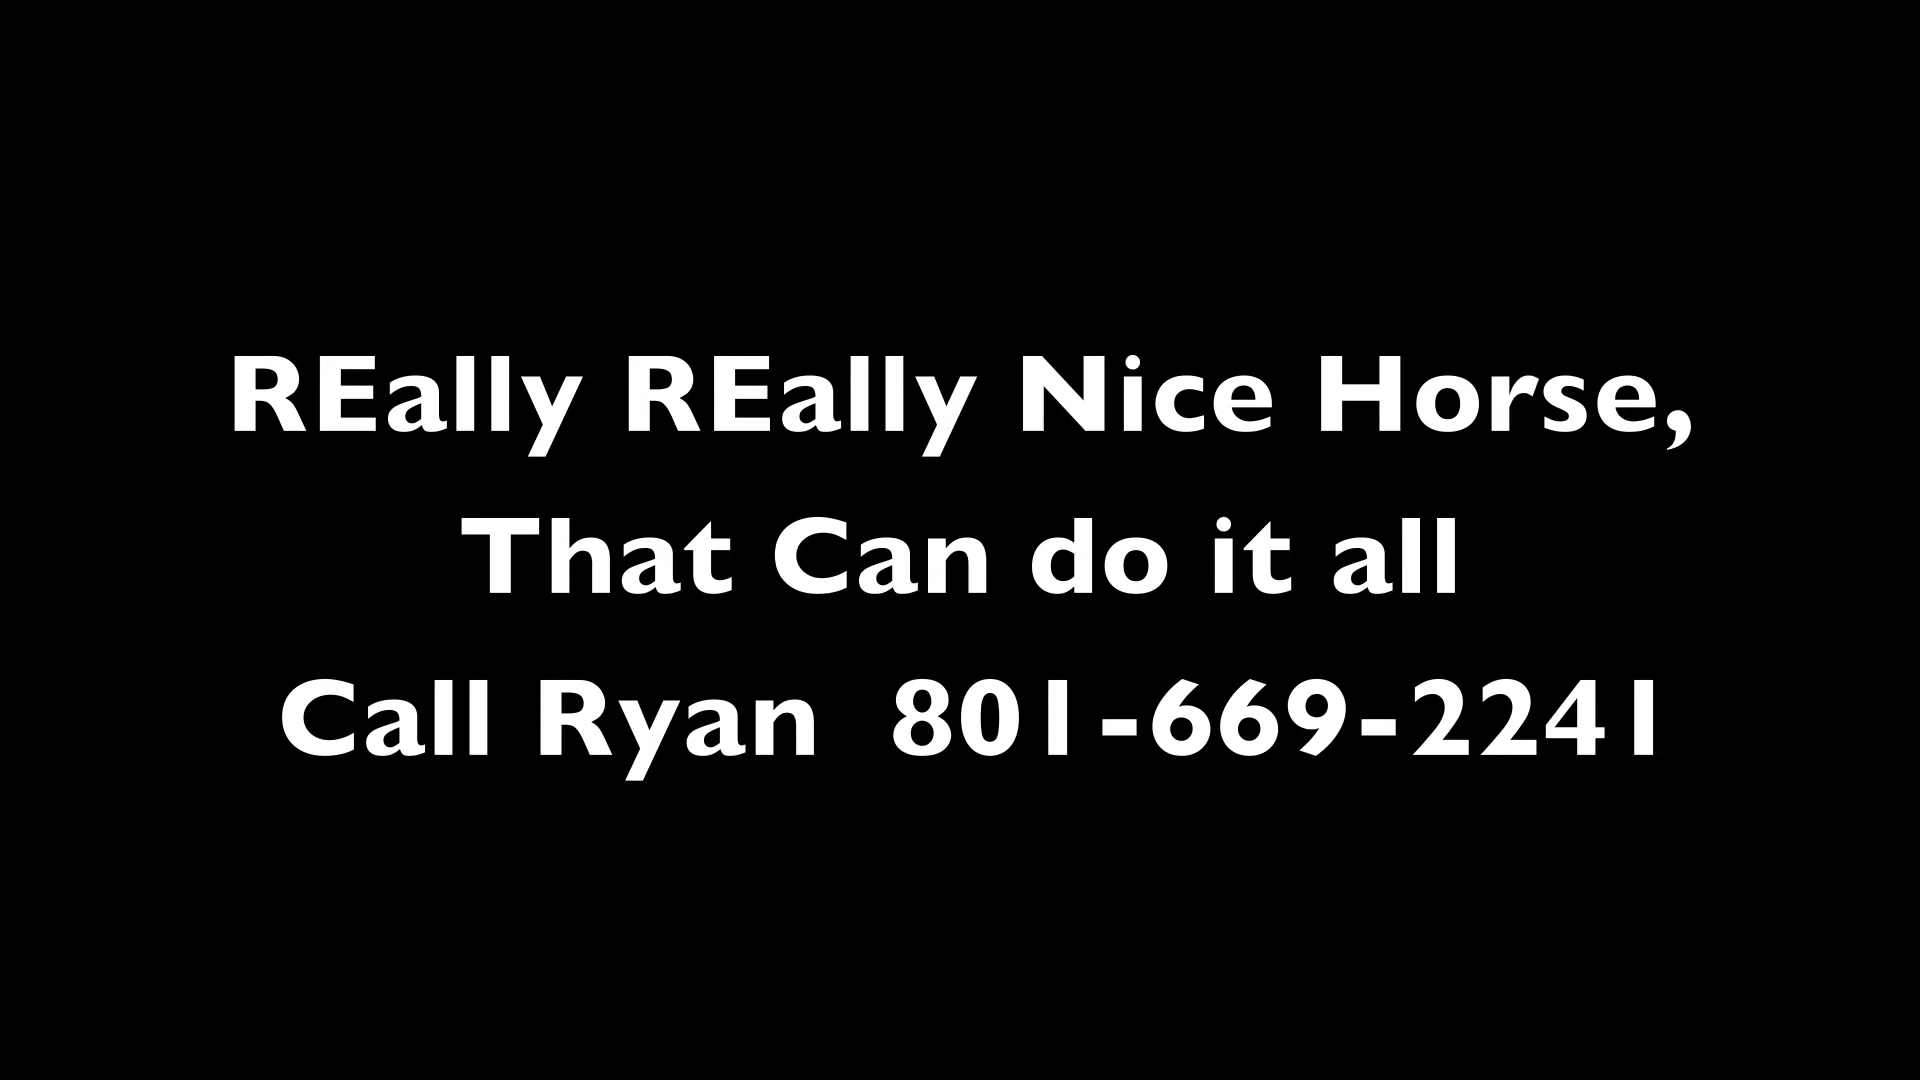 REally REally Nice Horse,
That Can do it all
Call Ryan  801-669-2241